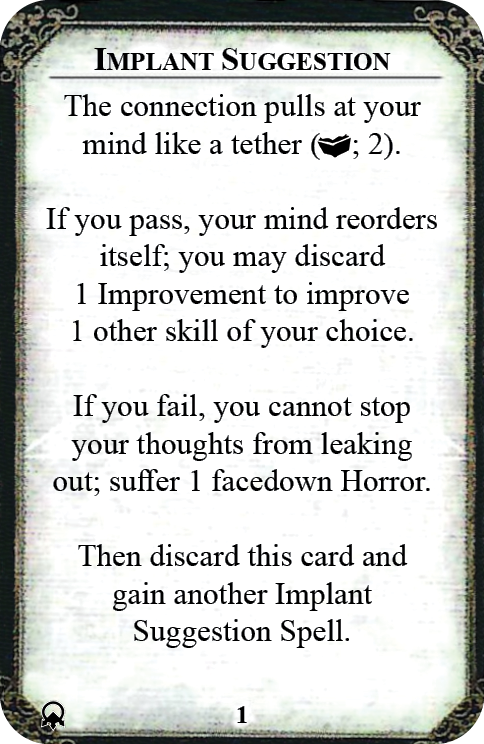 IMPLANT SUGGESTION
The connection pulls at your
mind like a tether ( ; 2).
If you pass, your mind reorders
itself; you may discard
1 Improvement to improve
1 other skill of your choice.
If you fail, you cannot stop
your thoughts from leaking
out; suffer 1 facedown Horror.
Then discard this card and
gain another Implant
Suggestion Spell.
1